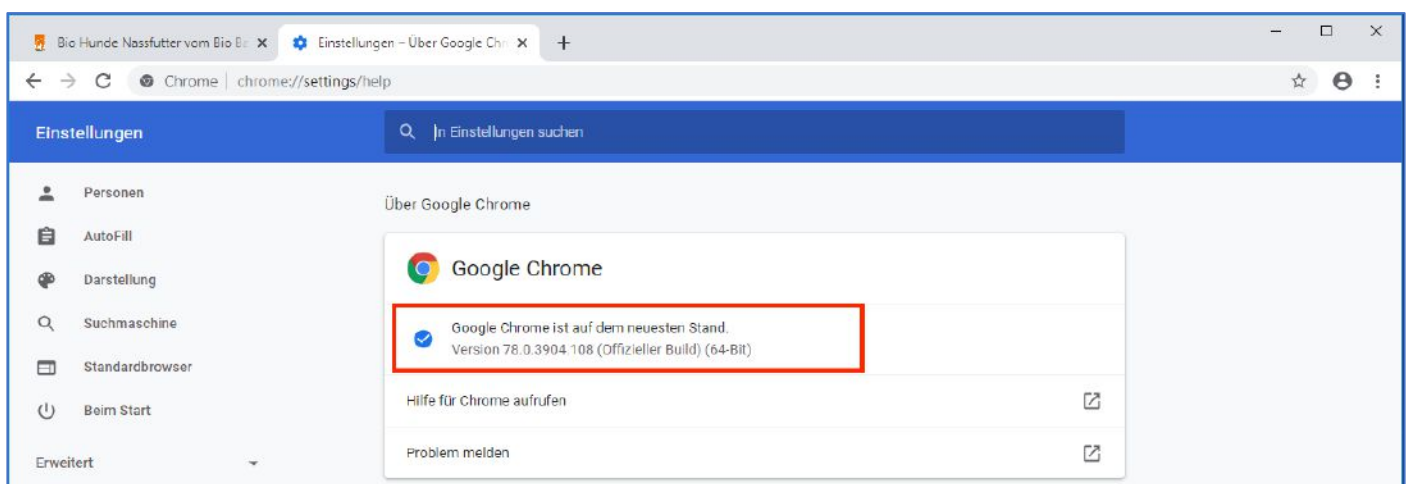 Bio Hunde Nassfutter vom Bio
Einstellungen – Über Google
Chrome | chrome://settings/help
Einstellungen
In Einstellungen suchen
Personen
Über Google Chrome
AutoFill
Google Chrome
Darstellung
Suchmaschine
Google Chrome ist auf dem neuesten Stand.
Version 78.0.3904.108 (Offizieller Build) (64-Bit)
Standardbrowser
Hilfe für Chrome aufrufen
Beim Start
Problem melden
Erweitert